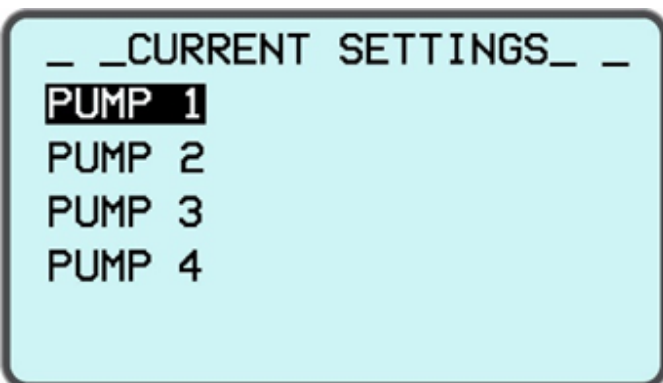 _ _CURRENT SETTINGS_ _
PUMP 1
PUMP 2
PUMP 3
PUMP 4